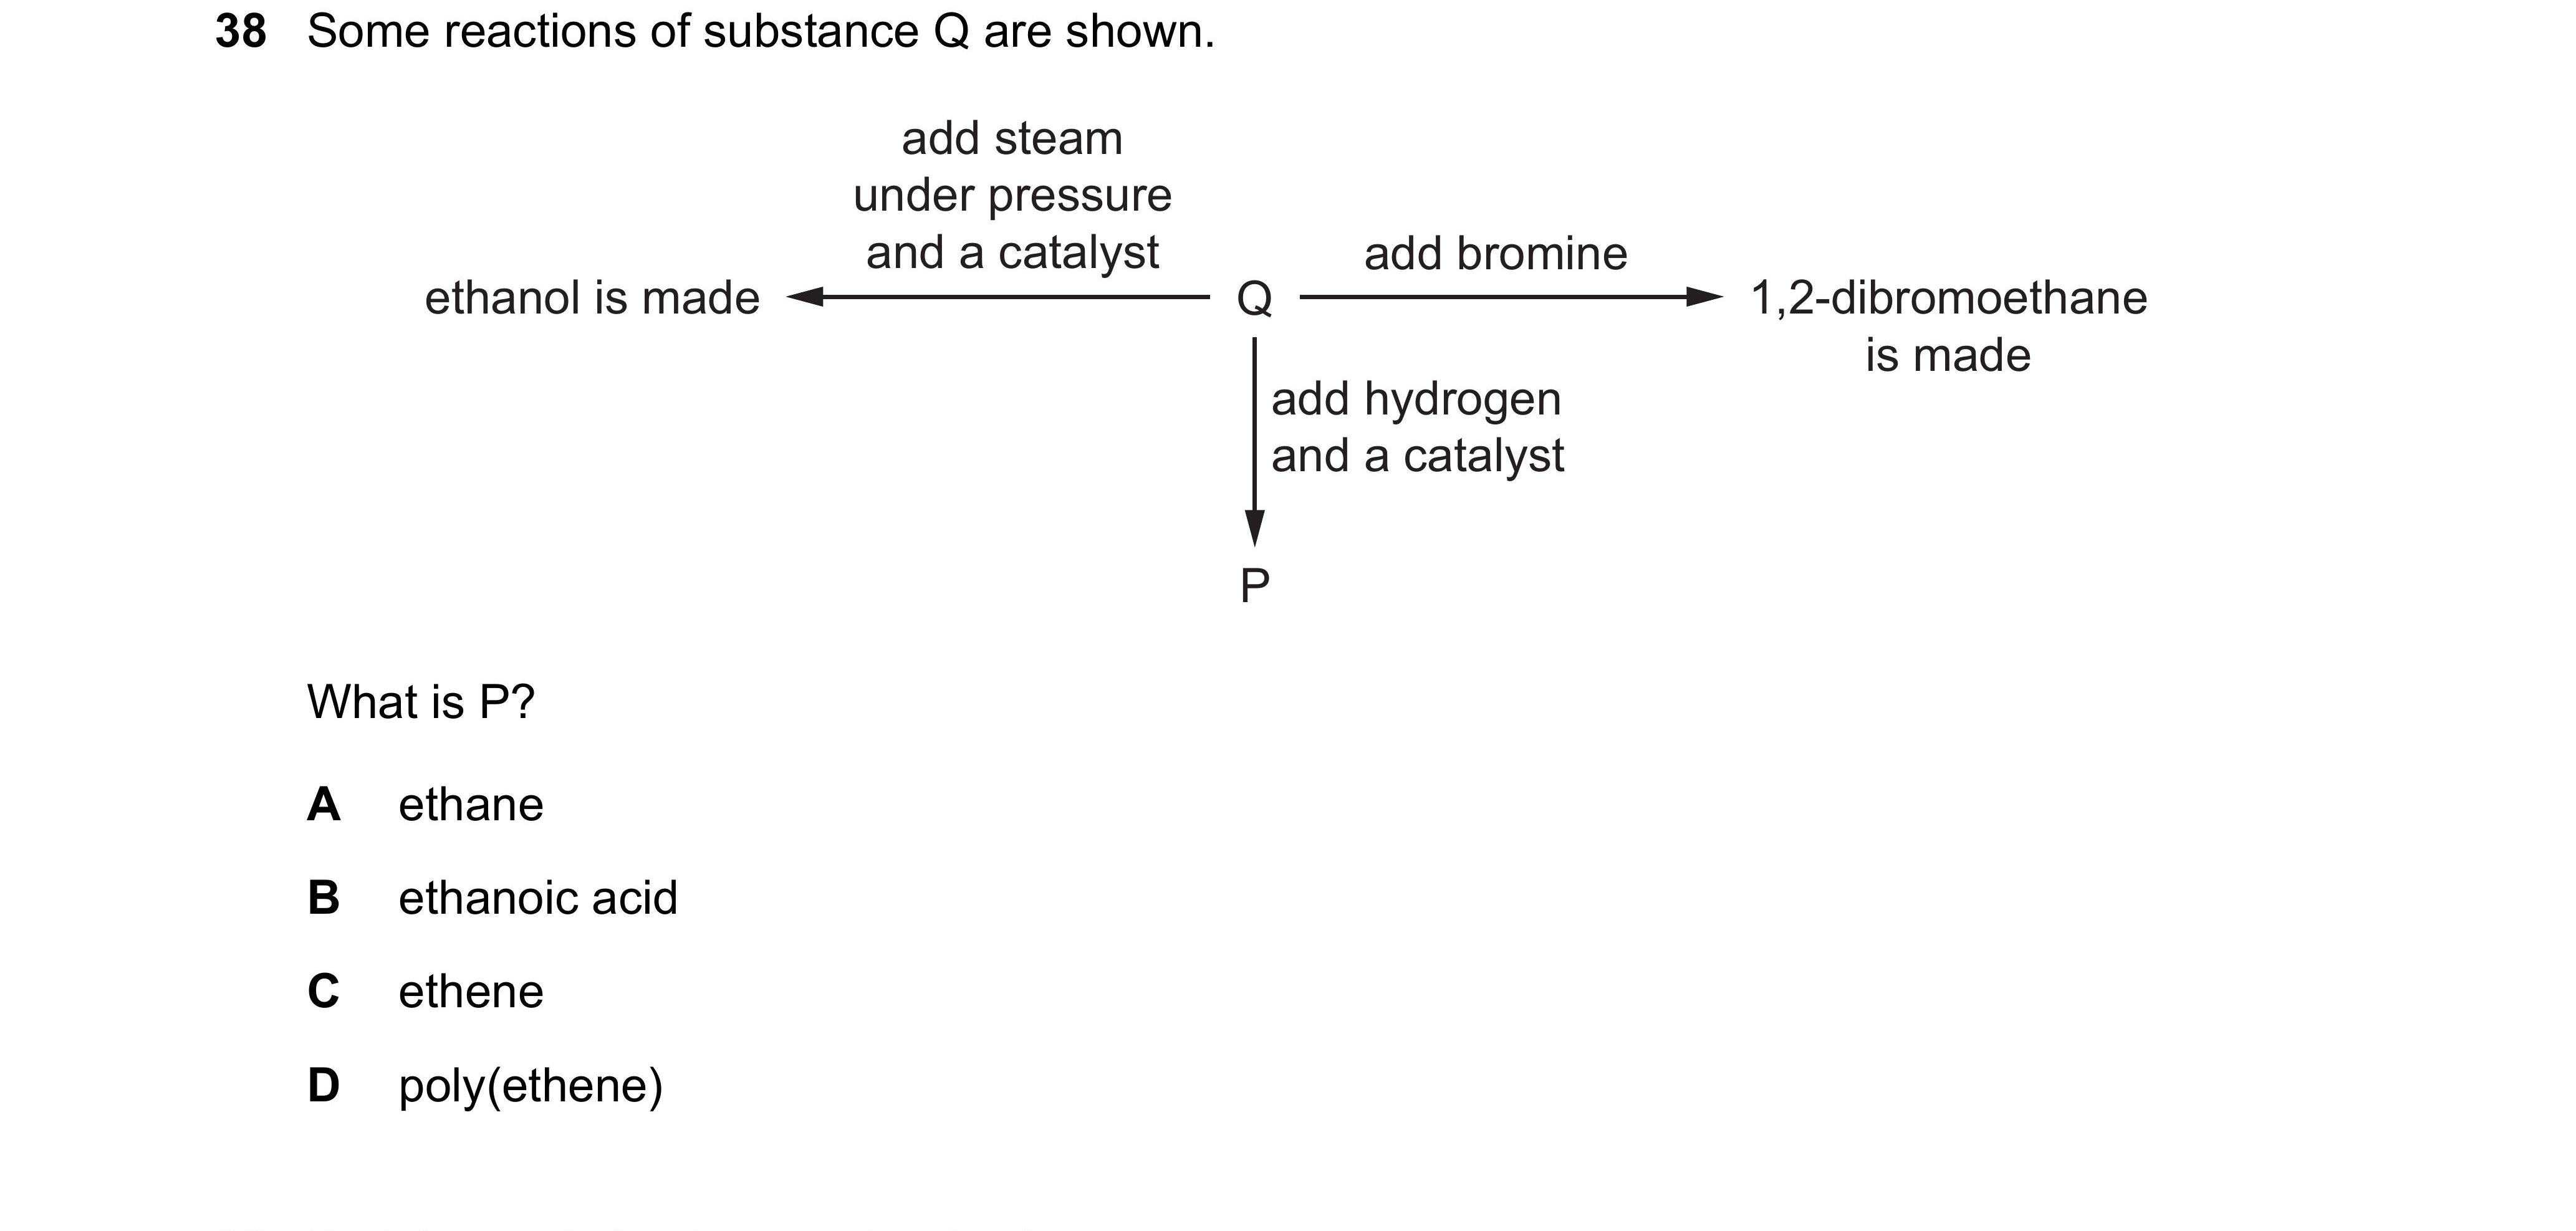 38 Some reactions of substance Q are shown.
add steam
under pressure
and a catalyst
add bromine
ethanol is made
Q
1,2-dibromoethane
is made
add hydrogen
and a catalyst
P
What is P?
A ethane
B ethanoic acid
C ethene
D poly(ethene)